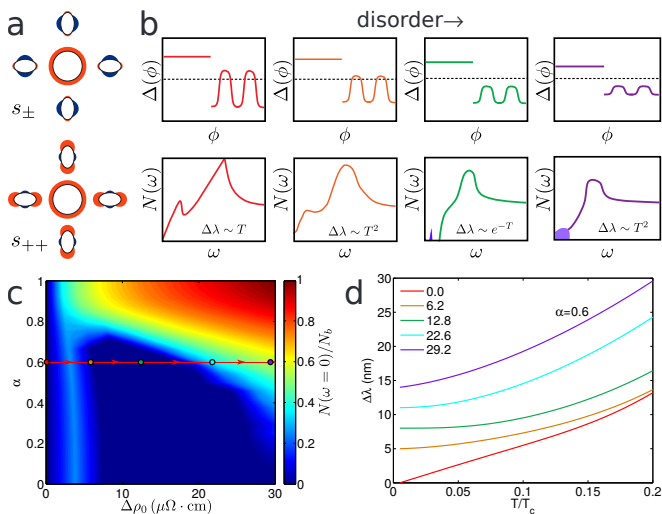 a
s±
s++
b
disorder→
Δ(ϕ)
ϕ
Δ(ϕ)
ϕ
Δ(ϕ)
ϕ
Δ(ϕ)
ϕ
N(ω)
Δλ ∼ T
ω
N(ω)
Δλ ∼ T²
ω
N(ω)
Δλ ∼ e⁻ᵀ
ω
N(ω)
Δλ ∼ T²
ω
c
1
0.8
0.6
0.4
0.2
0
α
0
10
20
30
Δρ₀ (μΩ · cm)
1
0.8
0.6
0.4
0.2
0
N(ω=0)/N_b
d
30
25
20
15
10
5
0
Δλ (nm)
0.0
6.2
12.8
22.6
29.2
α=0.6
0
0.05
0.1
0.15
0.2
T/T_c